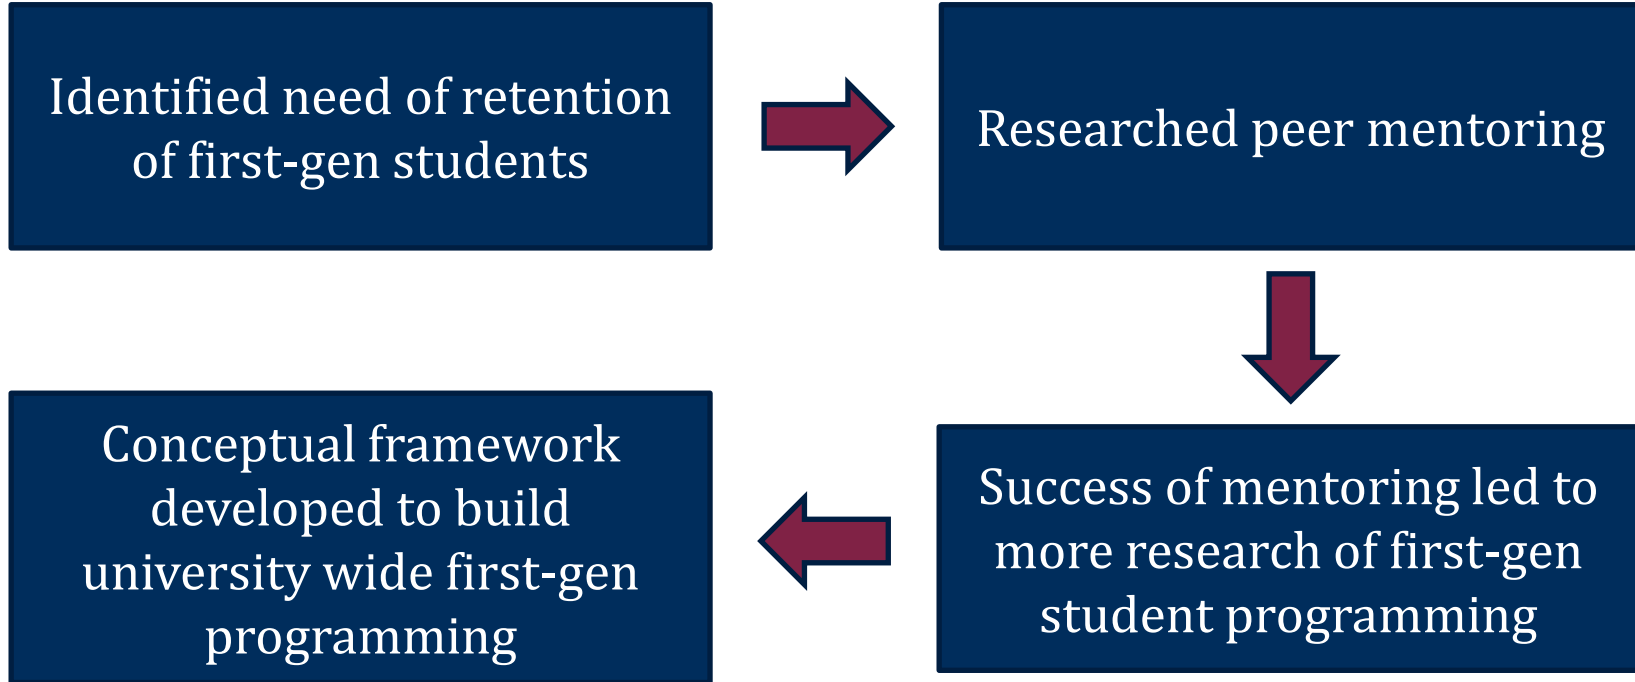 Identified need of retention
of first-gen students
Researched peer mentoring
Success of mentoring led to
more research of first-gen
student programming
Conceptual framework
developed to build
university wide first-gen
programming